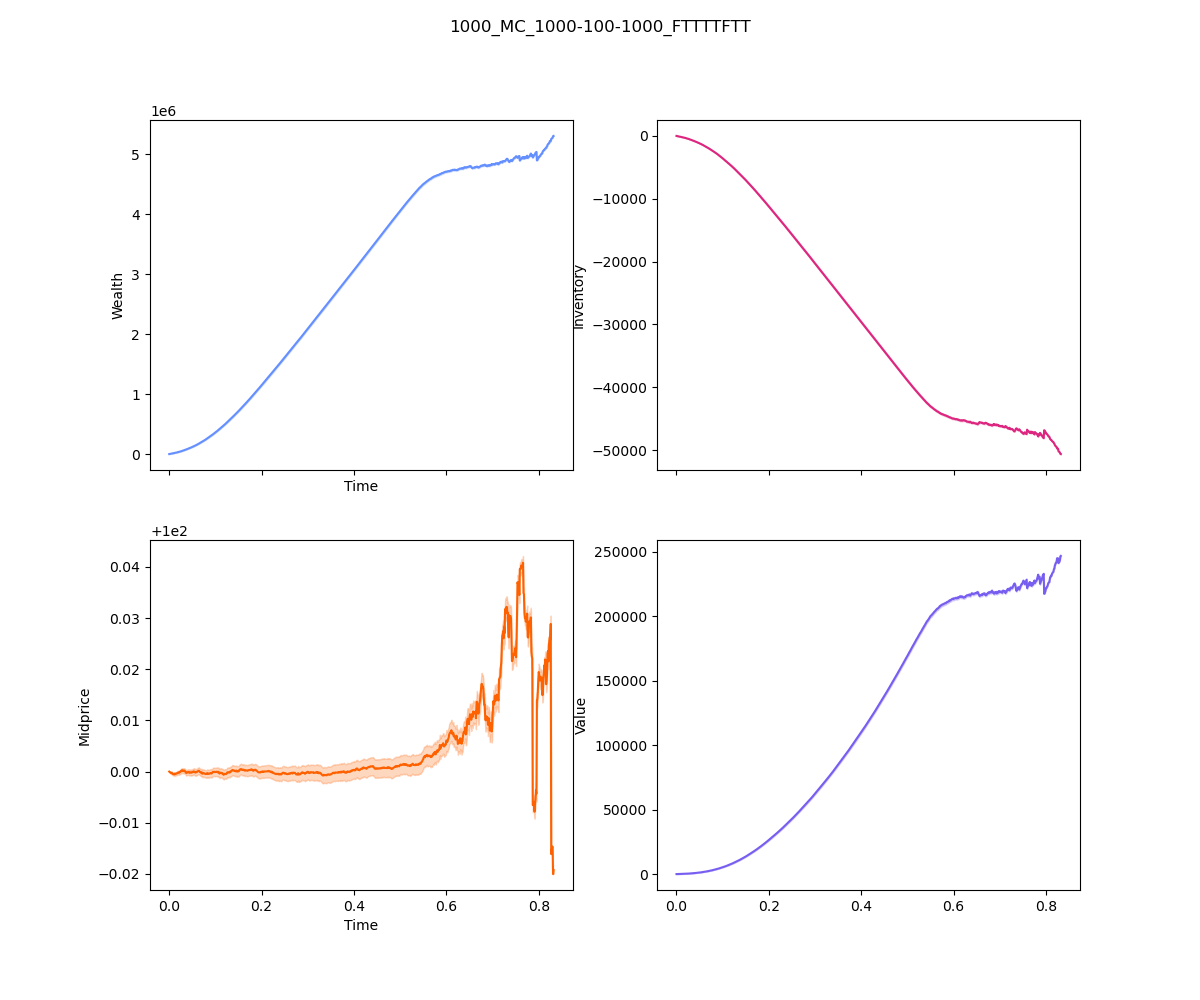 1000_MC_1000-100-1000_FTTTTFTT
1e6
5
4
3
2
1
0
Wealth
Time
0
−10000
−20000
−30000
−40000
−50000
Inventory
+1e2
0.04
0.03
0.02
0.01
0.00
−0.01
−0.02
Midprice
0.0 0.2 0.4 0.6 0.8
Time
250000
200000
150000
100000
50000
0
Value
0.0 0.2 0.4 0.6 0.8